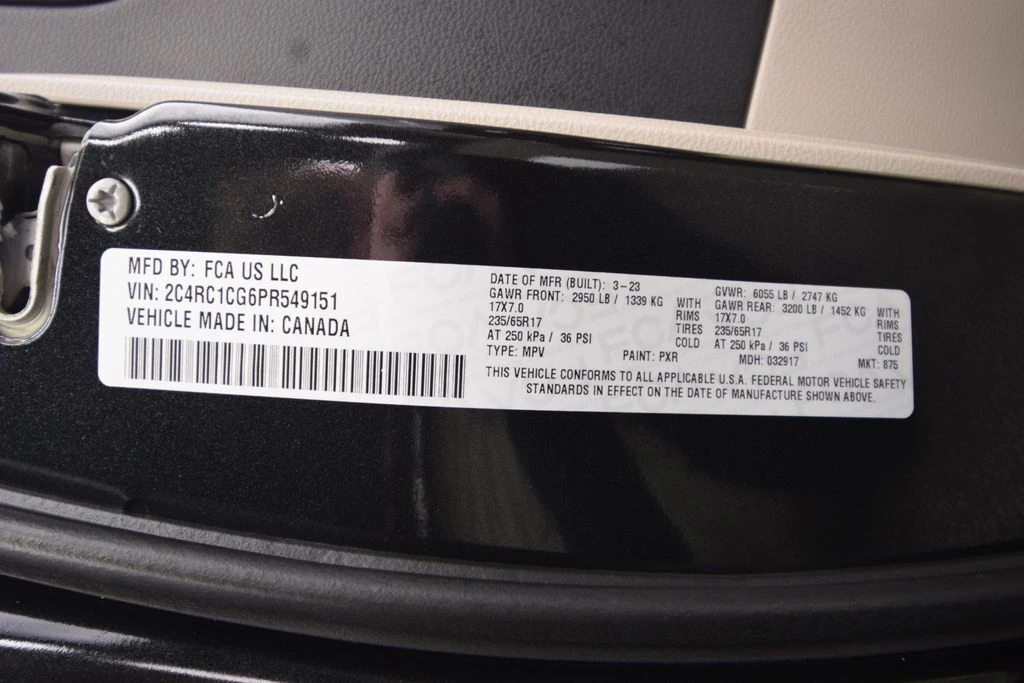 MFD BY: FCA US LLC
VIN: 2C4RC1CG6PR549151
VEHICLE MADE IN: CANADA
DATE OF MFR (BUILT): 3-23
GAWR FRONT: 2950 LB / 1339 KG WITH
17X7.0 RIMS
235/65R17 TIRES
AT 250 kPa / 36 PSI COLD
TYPE: MPV PAINT: PXR
GVWR: 6055 LB / 2747 KG
GAWR REAR: 3200 LB / 1452 KG WITH
17X7.0 RIMS
235/65R17 TIRES
AT 250 kPa / 36 PSI COLD
MDH: 032917 MKT: 875
THIS VEHICLE CONFORMS TO ALL APPLICABLE U.S.A. FEDERAL MOTOR VEHICLE SAFETY
STANDARDS IN EFFECT ON THE DATE OF MANUFACTURE SHOWN ABOVE.